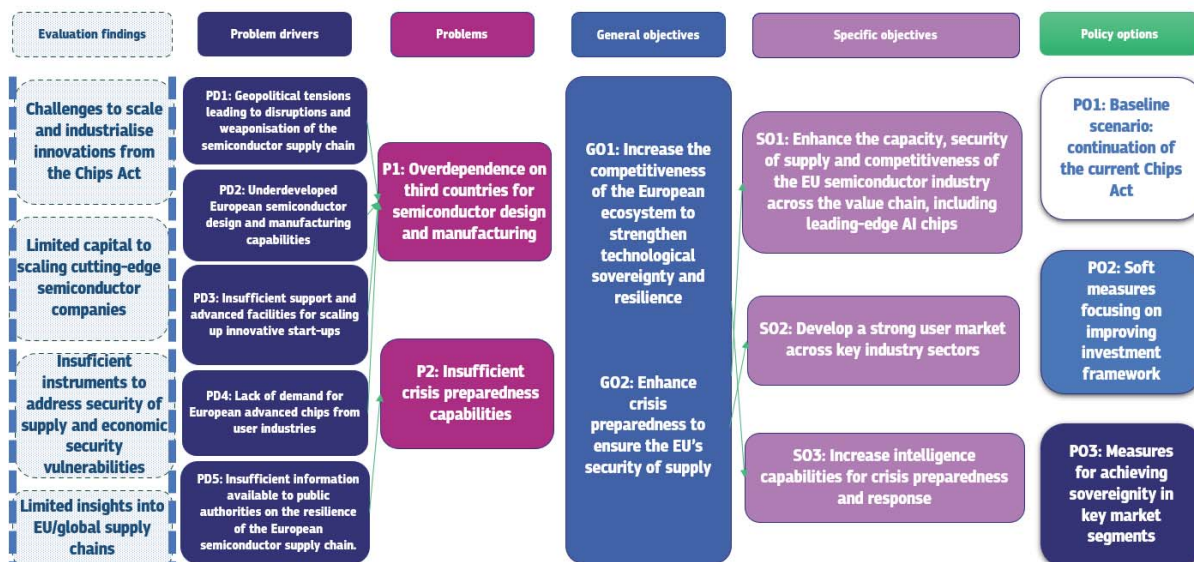 Evaluation findings
Problem drivers
Problems
General objectives
Specific objectives
Policy options
Challenges to scale
and industrialise
innovations from
the Chips Act
Limited capital to
scaling cutting-edge
semiconductor
companies
Insuficient
instruments to
address security of
supply and economic
security
vulnerabilities
Limited insights into
EU/global supply
chains
PD1: Geopolitical tensions
leading to disruptions and
weaponisation of the
semiconductor supply chain
PD2: Underdeveloped
European semiconductor
design and manufacturing
capabilities
PD3: Insufficient support and
advanced facilities for scaling
up innovative start-ups
PD4: Lack of demand for
European advanced chips from
user industries
PD5: Insufficient information
available to public
authorities on the resilience
of the European
semiconductor supply chain.
P1: Overdependence on
third countries for
semiconductor design
and manufacturing
P2: Insufficient
crisis preparedness
capabilities
GO1: Increase the
competitiveness
of the European
ecosystem to
strengthen
technological
sovereignty and
resilience
GO2: Enhance
crisis
preparedness to
ensure the EU's
security of supply
SO1: Enhance the capacity, security
of supply and competitiveness of
the EU semiconductor industry
across the value chain, including
leading-edge AI chips
SO2: Develop a strong user market
across key industry sectors
SO3: Increase intelligence
capabilities for crisis preparedness
and response
PO1: Baseline
scenario:
continuation of
the current Chips
Act
PO2: Soft
measures
focusing on
improving
investment
framework
PO3: Measures
for achieving
sovereignity in
key market
segments